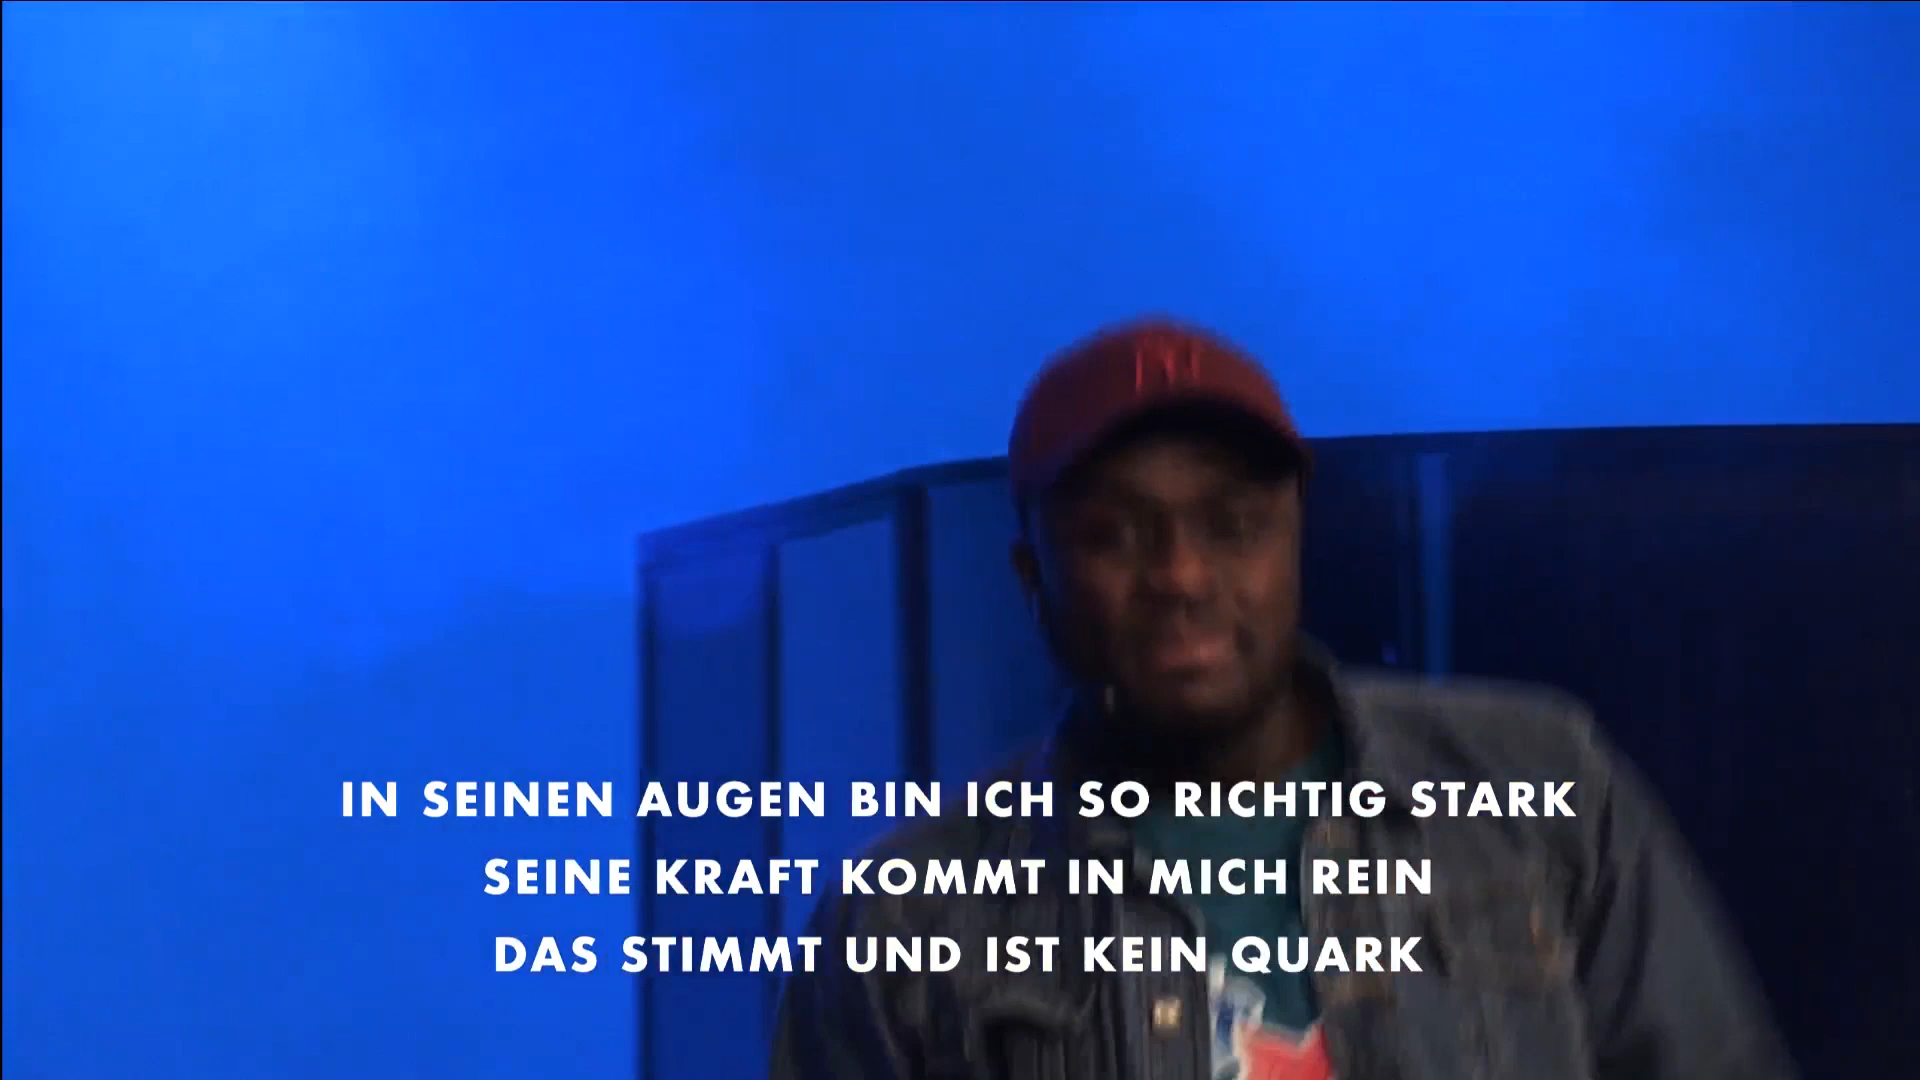 IN SEINEN AUGEN BIN ICH SO RICHTIG STARK
SEINE KRAFT KOMMT IN MICH REIN
DAS STIMMT UND IST KEIN QUARK